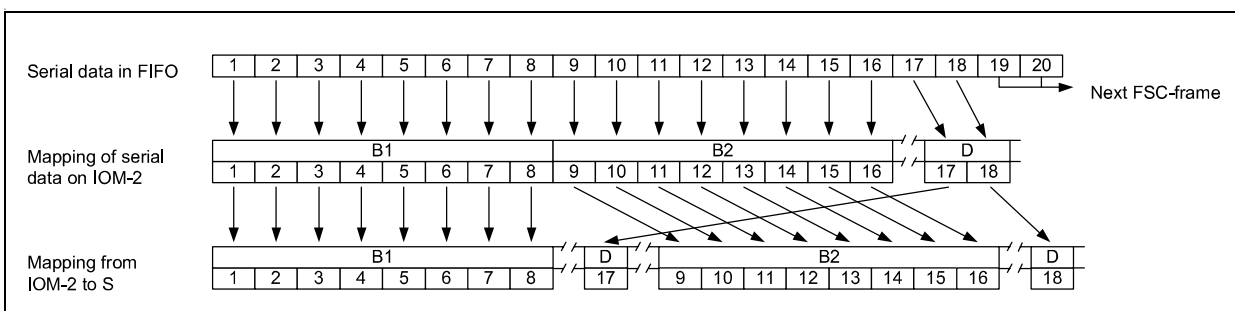 Serial data in FIFO
1 2 3 4 5 6 7 8 9 10 11 12 13 14 15 16 17 18 19 20
Next FSC-frame
Mapping of serial
data on IOM-2
B1 B2 D
1 2 3 4 5 6 7 8 9 10 11 12 13 14 15 16 17 18
Mapping from
IOM-2 to S
B1 D B2 D
1 2 3 4 5 6 7 8 17 9 10 11 12 13 14 15 16 18